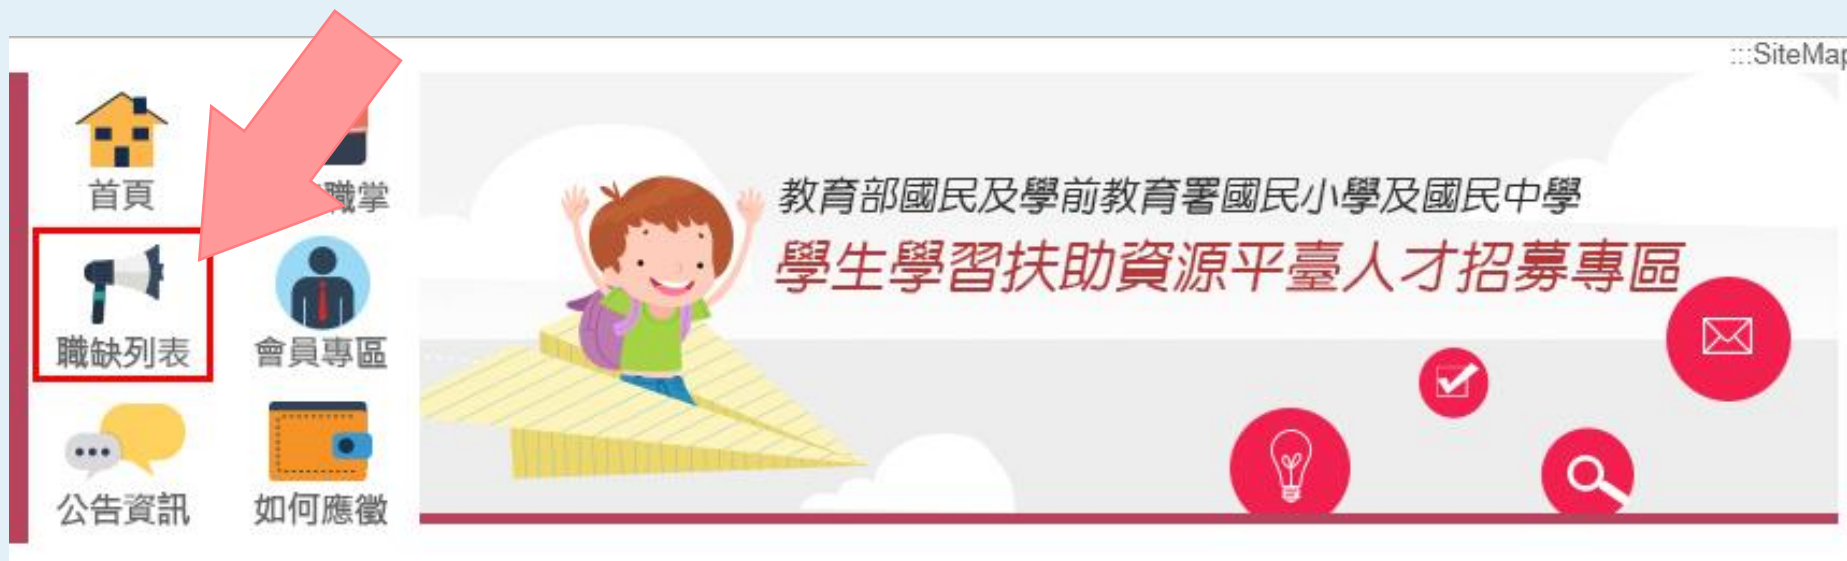 :::SiteMap
首頁
職掌
職缺列表
會員專區
公告資訊
如何應徵
教育部國民及學前教育署國民小學及國民中學
學生學習扶助資源平臺人才招募專區